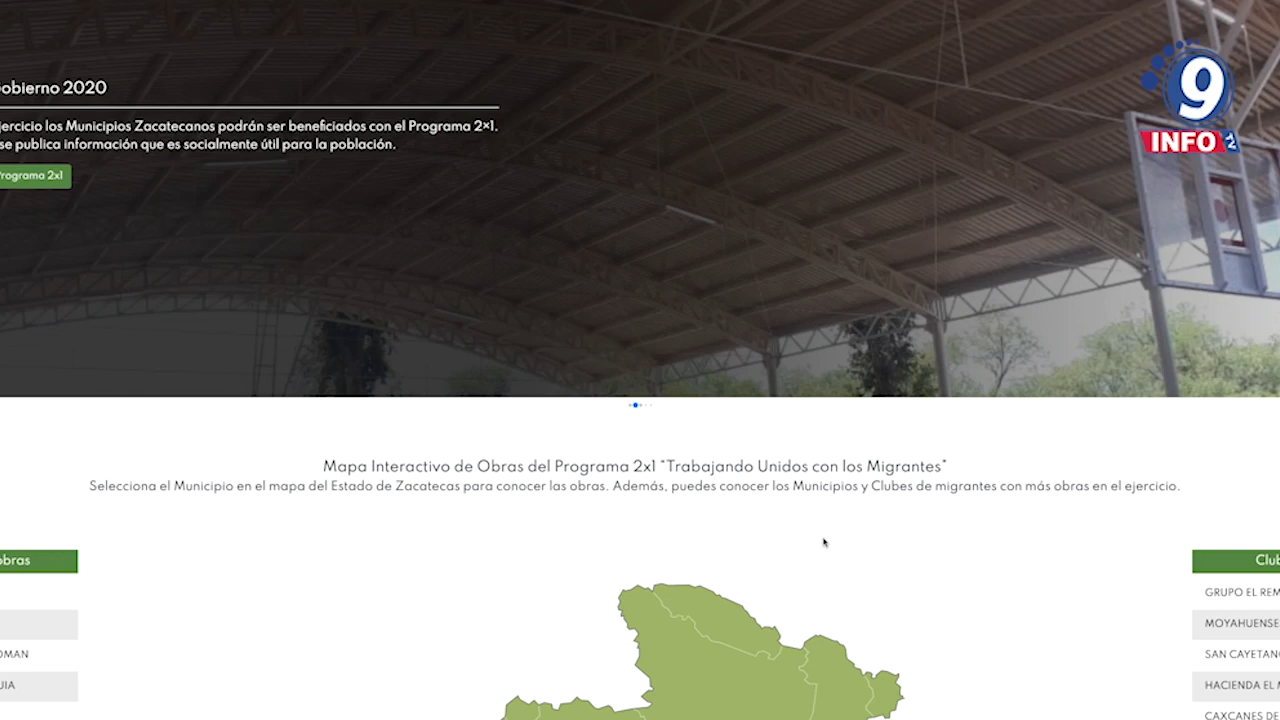 obierno 2020
9
INFO TV
jercicio los Municipios Zacatecanos podrán ser beneficiados con el Programa 2×1.
se publica información que es socialmente útil para la población.
Programa 2x1
Mapa Interactivo de Obras del Programa 2x1 "Trabajando Unidos con los Migrantes"
Selecciona el Municipio en el mapa del Estado de Zacatecas para conocer las obras. Además, puedes conocer los Municipios y Clubes de migrantes con más obras en el ejercicio.
obras
Club
GRUPO EL REM
MOYAHUENSE
OMAN
SAN CAYETANO
UIA
HACIENDA EL M
CAXCANES DE